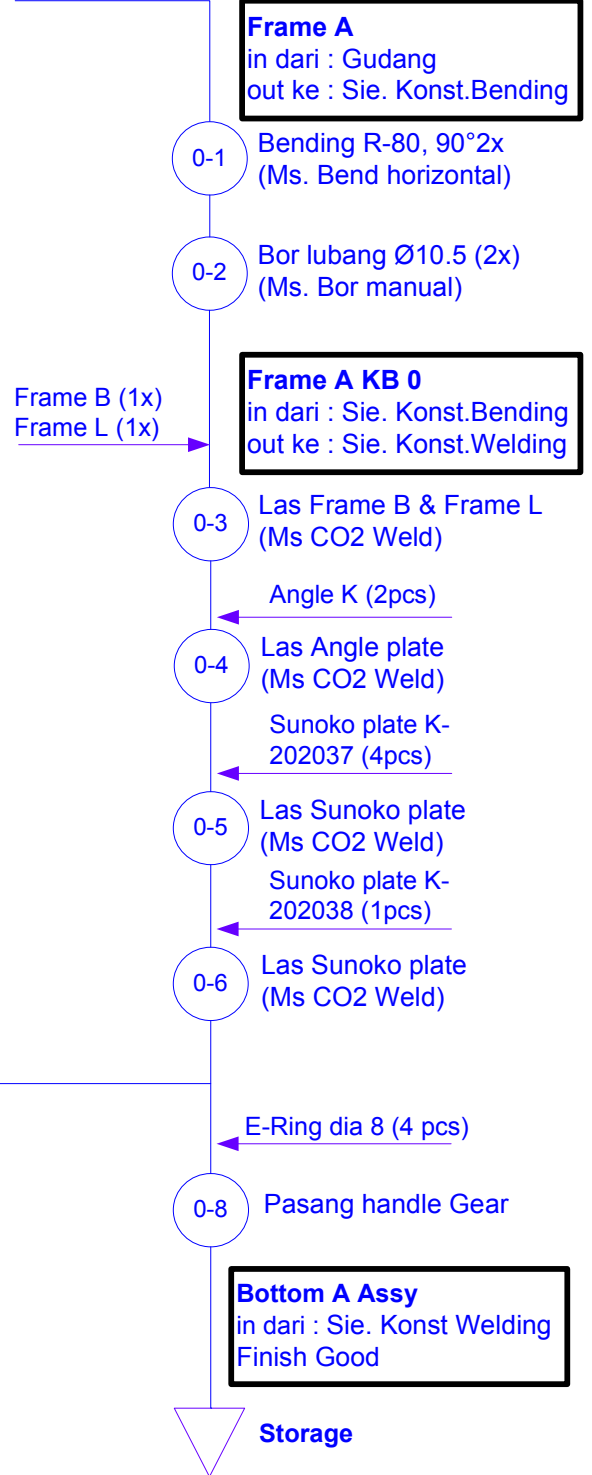 Frame A
in dari : Gudang
out ke : Sie. Konst.Bending
0-1
Bending R-80, 90°2x
(Ms. Bend horizontal)
0-2
Bor lubang Ø10.5 (2x)
(Ms. Bor manual)
Frame A KB 0
in dari : Sie. Konst.Bending
out ke : Sie. Konst.Welding
Frame B (1x)
Frame L (1x)
0-3
Las Frame B & Frame L
(Ms CO2 Weld)
Angle K (2pcs)
0-4
Las Angle plate
(Ms CO2 Weld)
Sunoko plate K-
202037 (4pcs)
0-5
Las Sunoko plate
(Ms CO2 Weld)
Sunoko plate K-
202038 (1pcs)
0-6
Las Sunoko plate
(Ms CO2 Weld)
E-Ring dia 8 (4 pcs)
0-8
Pasang handle Gear
Bottom A Assy
in dari : Sie. Konst Welding
Finish Good
Storage